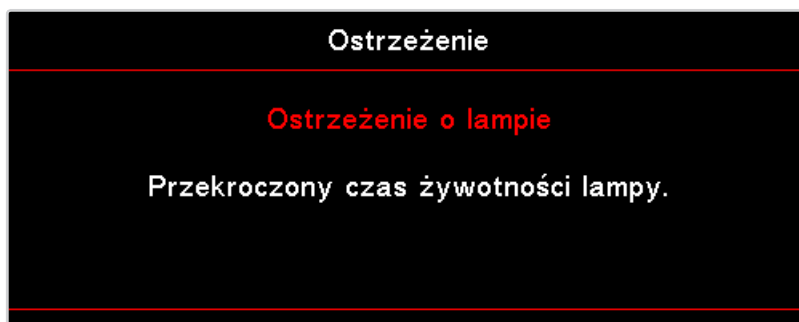 Ostrzeżenie
Ostrzeżenie o lampie
Przekroczony czas żywotności lampy.